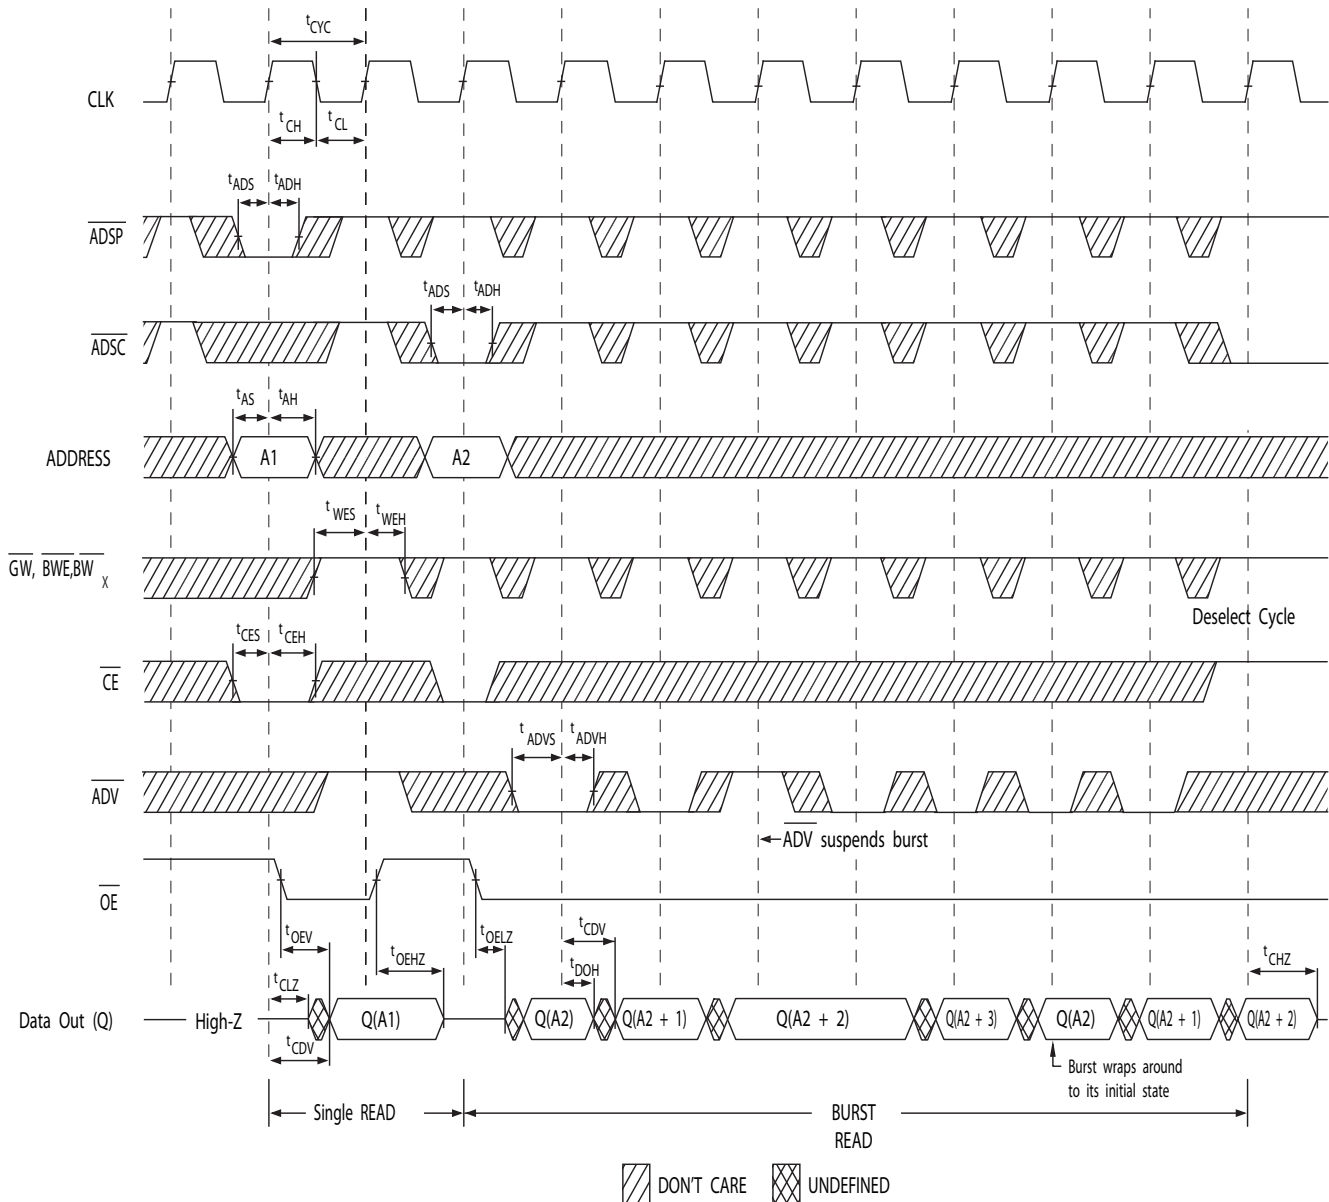 tCYC
CLK
tCH tCL
tADS tADH
ADSP
tADS tADH
ADSC
tAS tAH
ADDRESS A1 A2
tWES tWEH
GW, BWE,BW X
Deselect Cycle
tCES tCEH
CE
tADVS tADVH
ADV
ADV suspends burst
OE
tOEV tOEHZ tOELZ tCDV
tDOH tCHZ
tCLZ
Data Out (Q) High-Z Q(A1) Q(A2) Q(A2 + 1) Q(A2 + 2) Q(A2 + 3) Q(A2) Q(A2 + 1) Q(A2 + 2)
tCDV
Burst wraps around
to its initial state
Single READ BURST
READ
DON'T CARE UNDEFINED